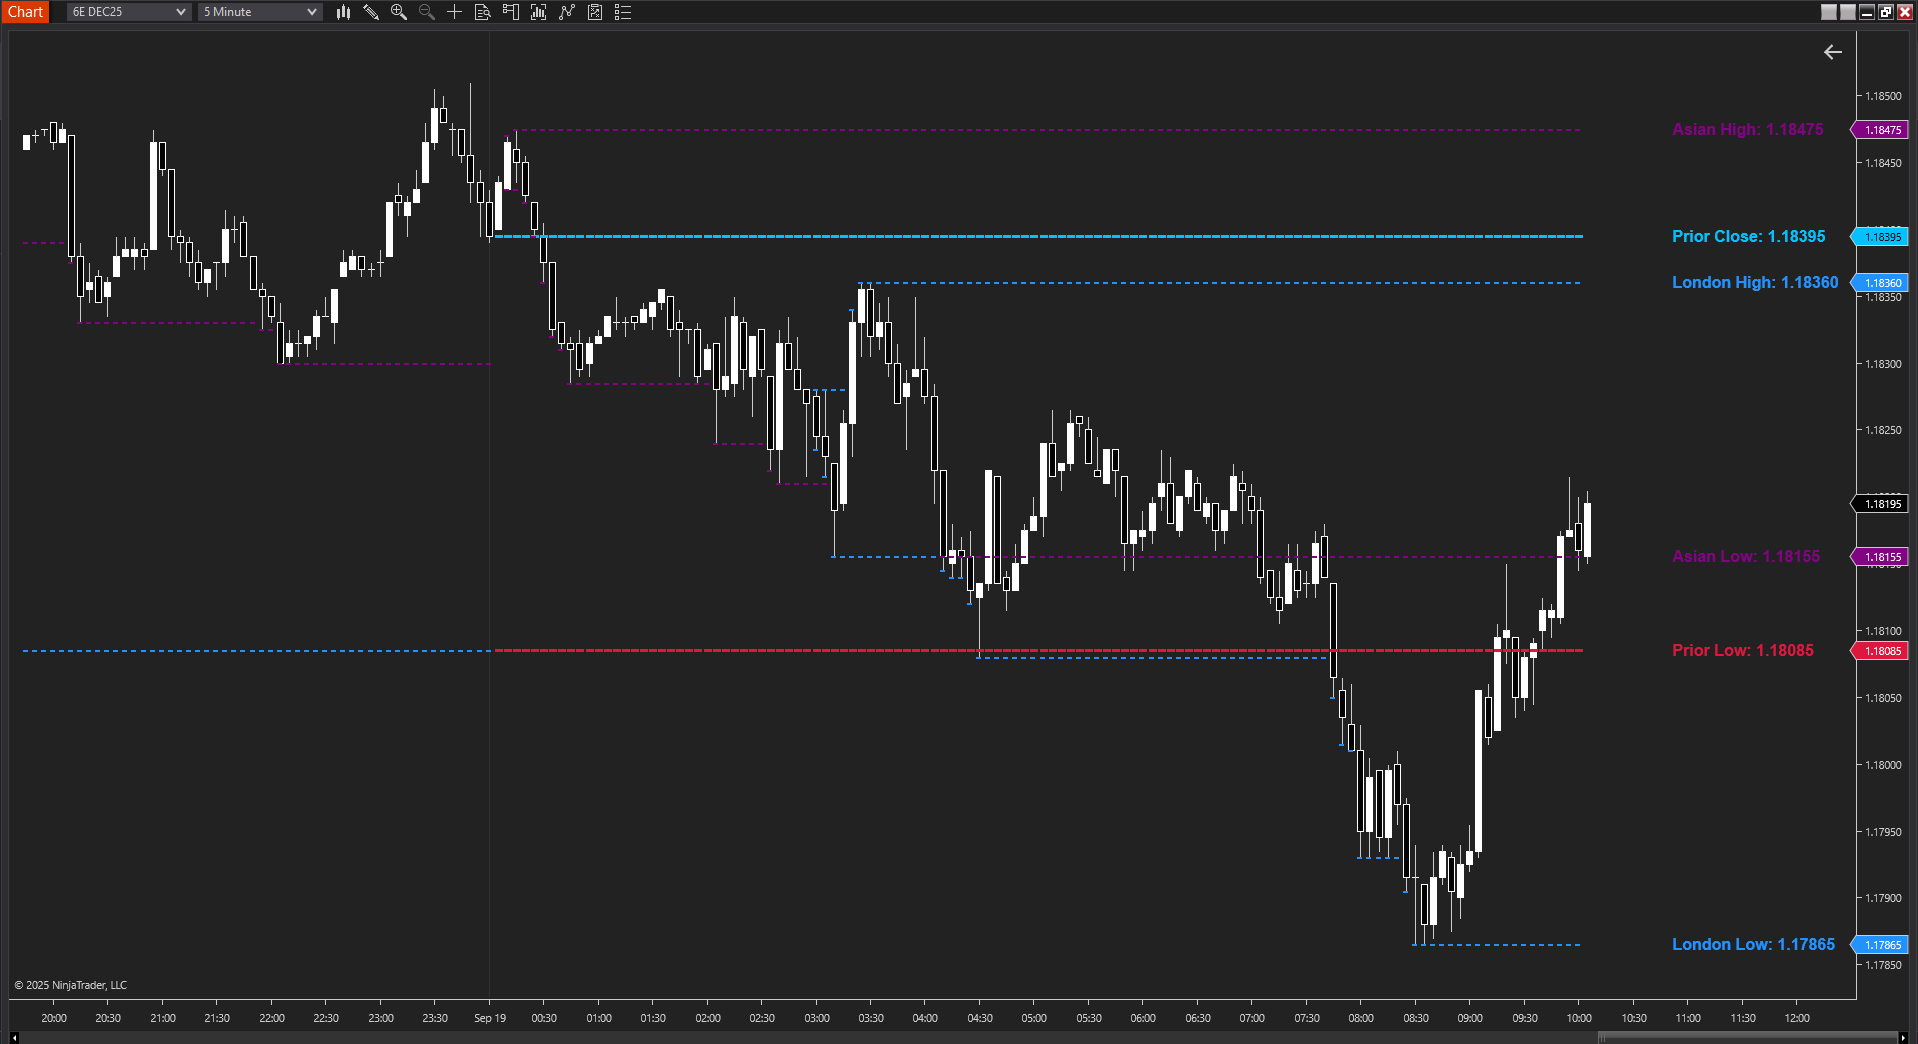 Chart 6E DEC25 5 Minute
1.18500
Asian High: 1.18475 1.18475
1.18450
Prior Close: 1.18395 1.18395
London High: 1.18360 1.18360
1.18350
1.18300
1.18250
1.18195
Asian Low: 1.18155 1.18155
1.18100
Prior Low: 1.18085 1.18085
1.18050
1.18000
1.17950
1.17900
London Low: 1.17865 1.17865
1.17850
© 2025 NinjaTrader, LLC
20:00 20:30 21:00 21:30 22:00 22:30 23:00 23:30 Sep 19 00:30 01:00 01:30 02:00 02:30 03:00 03:30 04:00 04:30 05:00 05:30 06:00 06:30 07:00 07:30 08:00 08:30 09:00 09:30 10:00 10:30 11:00 11:30 12:00